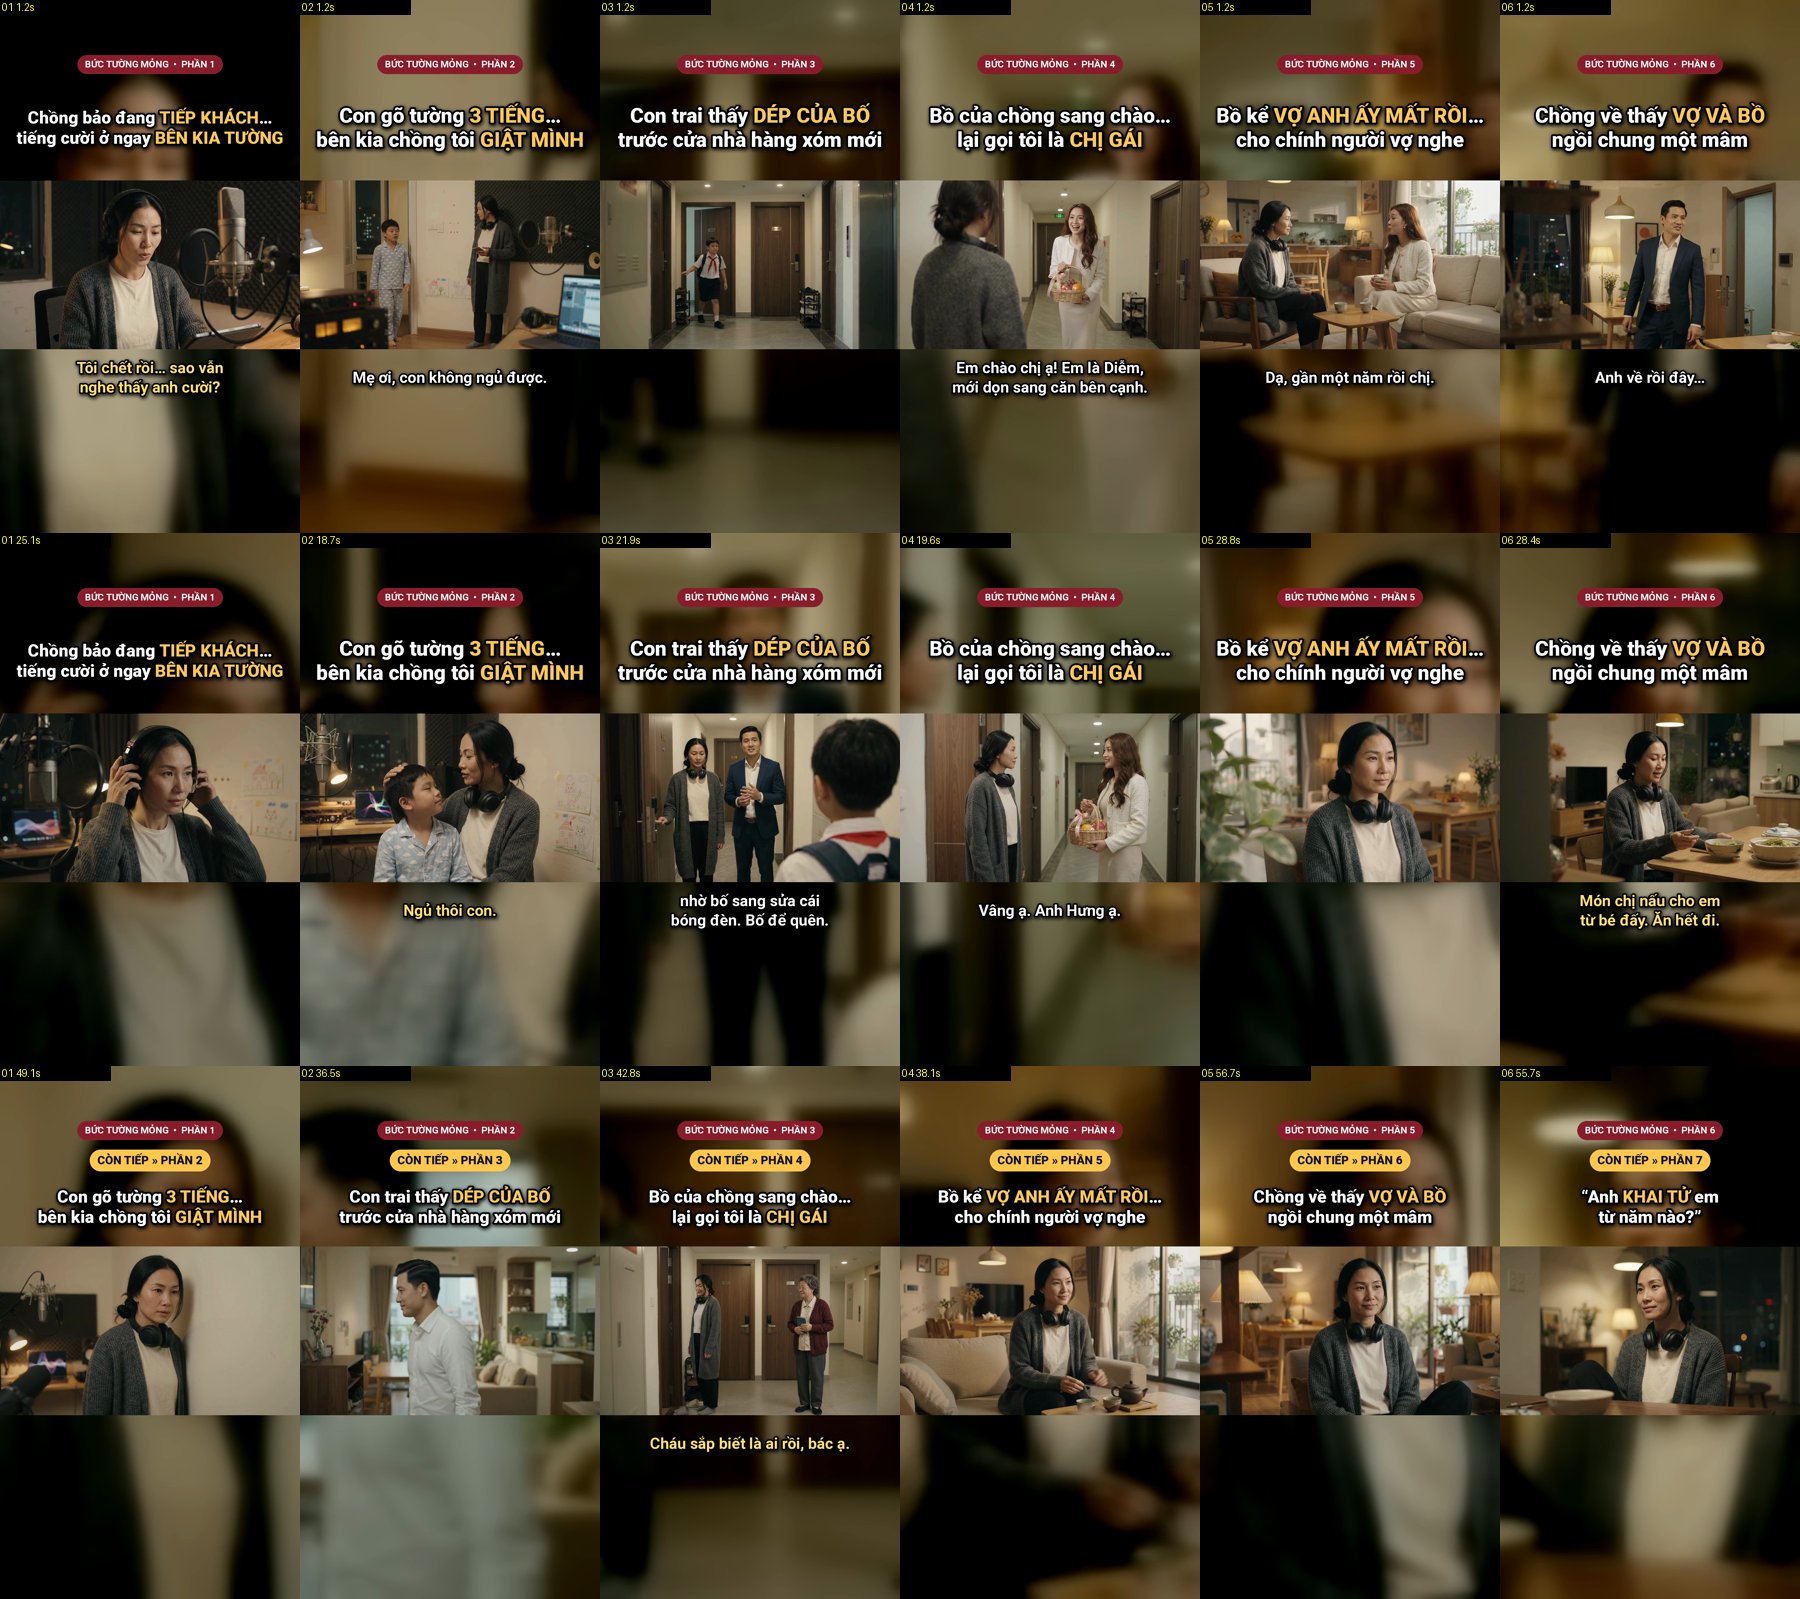 01 1.2s
BỨC TƯỜNG MỎNG • PHẦN 1
Chồng bảo đang TIẾP KHÁCH...
tiếng cười ở ngay BÊN KIA TƯỜNG
Tôi chết rồi... sao vẫn
nghe thấy anh cười?
02 1.2s
BỨC TƯỜNG MỎNG • PHẦN 2
Con gõ tường 3 TIẾNG...
bên kia chồng tôi GIẬT MÌNH
Mẹ ơi, con không ngủ được.
03 1.2s
BỨC TƯỜNG MỎNG • PHẦN 3
Con trai thấy DÉP CỦA BỐ
trước cửa nhà hàng xóm mới
04 1.2s
BỨC TƯỜNG MỎNG • PHẦN 4
Bồ của chồng sang chào...
lại gọi tôi là CHỊ GÁI
Em chào chị ạ! Em là Diễm,
mới dọn sang căn bên cạnh.
05 1.2s
BỨC TƯỜNG MỎNG • PHẦN 5
Bồ kể VỢ ANH ẤY MẤT RỒI...
cho chính người vợ nghe
Dạ, gần một năm rồi chị.
06 1.2s
BỨC TƯỜNG MỎNG • PHẦN 6
Chồng về thấy VỢ VÀ BỒ
ngồi chung một mâm
Anh về rồi đây...
01 25.1s
BỨC TƯỜNG MỎNG • PHẦN 1
Chồng bảo đang TIẾP KHÁCH...
tiếng cười ở ngay BÊN KIA TƯỜNG
02 18.7s
BỨC TƯỜNG MỎNG • PHẦN 2
Con gõ tường 3 TIẾNG...
bên kia chồng tôi GIẬT MÌNH
Ngủ thôi con.
03 21.9s
BỨC TƯỜNG MỎNG • PHẦN 3
Con trai thấy DÉP CỦA BỐ
trước cửa nhà hàng xóm mới
nhờ bố sang sửa cái
bóng đèn. Bố để quên.
04 19.6s
BỨC TƯỜNG MỎNG • PHẦN 4
Bồ của chồng sang chào...
lại gọi tôi là CHỊ GÁI
Vâng ạ. Anh Hưng ạ.
05 28.8s
BỨC TƯỜNG MỎNG • PHẦN 5
Bồ kể VỢ ANH ẤY MẤT RỒI...
cho chính người vợ nghe
06 28.4s
BỨC TƯỜNG MỎNG • PHẦN 6
Chồng về thấy VỢ VÀ BỒ
ngồi chung một mâm
Món chị nấu cho em
từ bé đấy. Ăn hết đi.
01 49.1s
BỨC TƯỜNG MỎNG • PHẦN 1
CÒN TIẾP » PHẦN 2
Con gõ tường 3 TIẾNG...
bên kia chồng tôi GIẬT MÌNH
02 36.5s
BỨC TƯỜNG MỎNG • PHẦN 2
CÒN TIẾP » PHẦN 3
Con trai thấy DÉP CỦA BỐ
trước cửa nhà hàng xóm mới
03 42.8s
BỨC TƯỜNG MỎNG • PHẦN 3
CÒN TIẾP » PHẦN 4
Bồ của chồng sang chào...
lại gọi tôi là CHỊ GÁI
Cháu sắp biết là ai rồi, bác ạ.
04 38.1s
BỨC TƯỜNG MỎNG • PHẦN 4
CÒN TIẾP » PHẦN 5
Bồ kể VỢ ANH ẤY MẤT RỒI...
cho chính người vợ nghe
05 56.7s
BỨC TƯỜNG MỎNG • PHẦN 5
CÒN TIẾP » PHẦN 6
Chồng về thấy VỢ VÀ BỒ
ngồi chung một mâm
06 55.7s
BỨC TƯỜNG MỎNG • PHẦN 6
CÒN TIẾP » PHẦN 7
“Anh KHAI TỬ em
từ năm nào?”